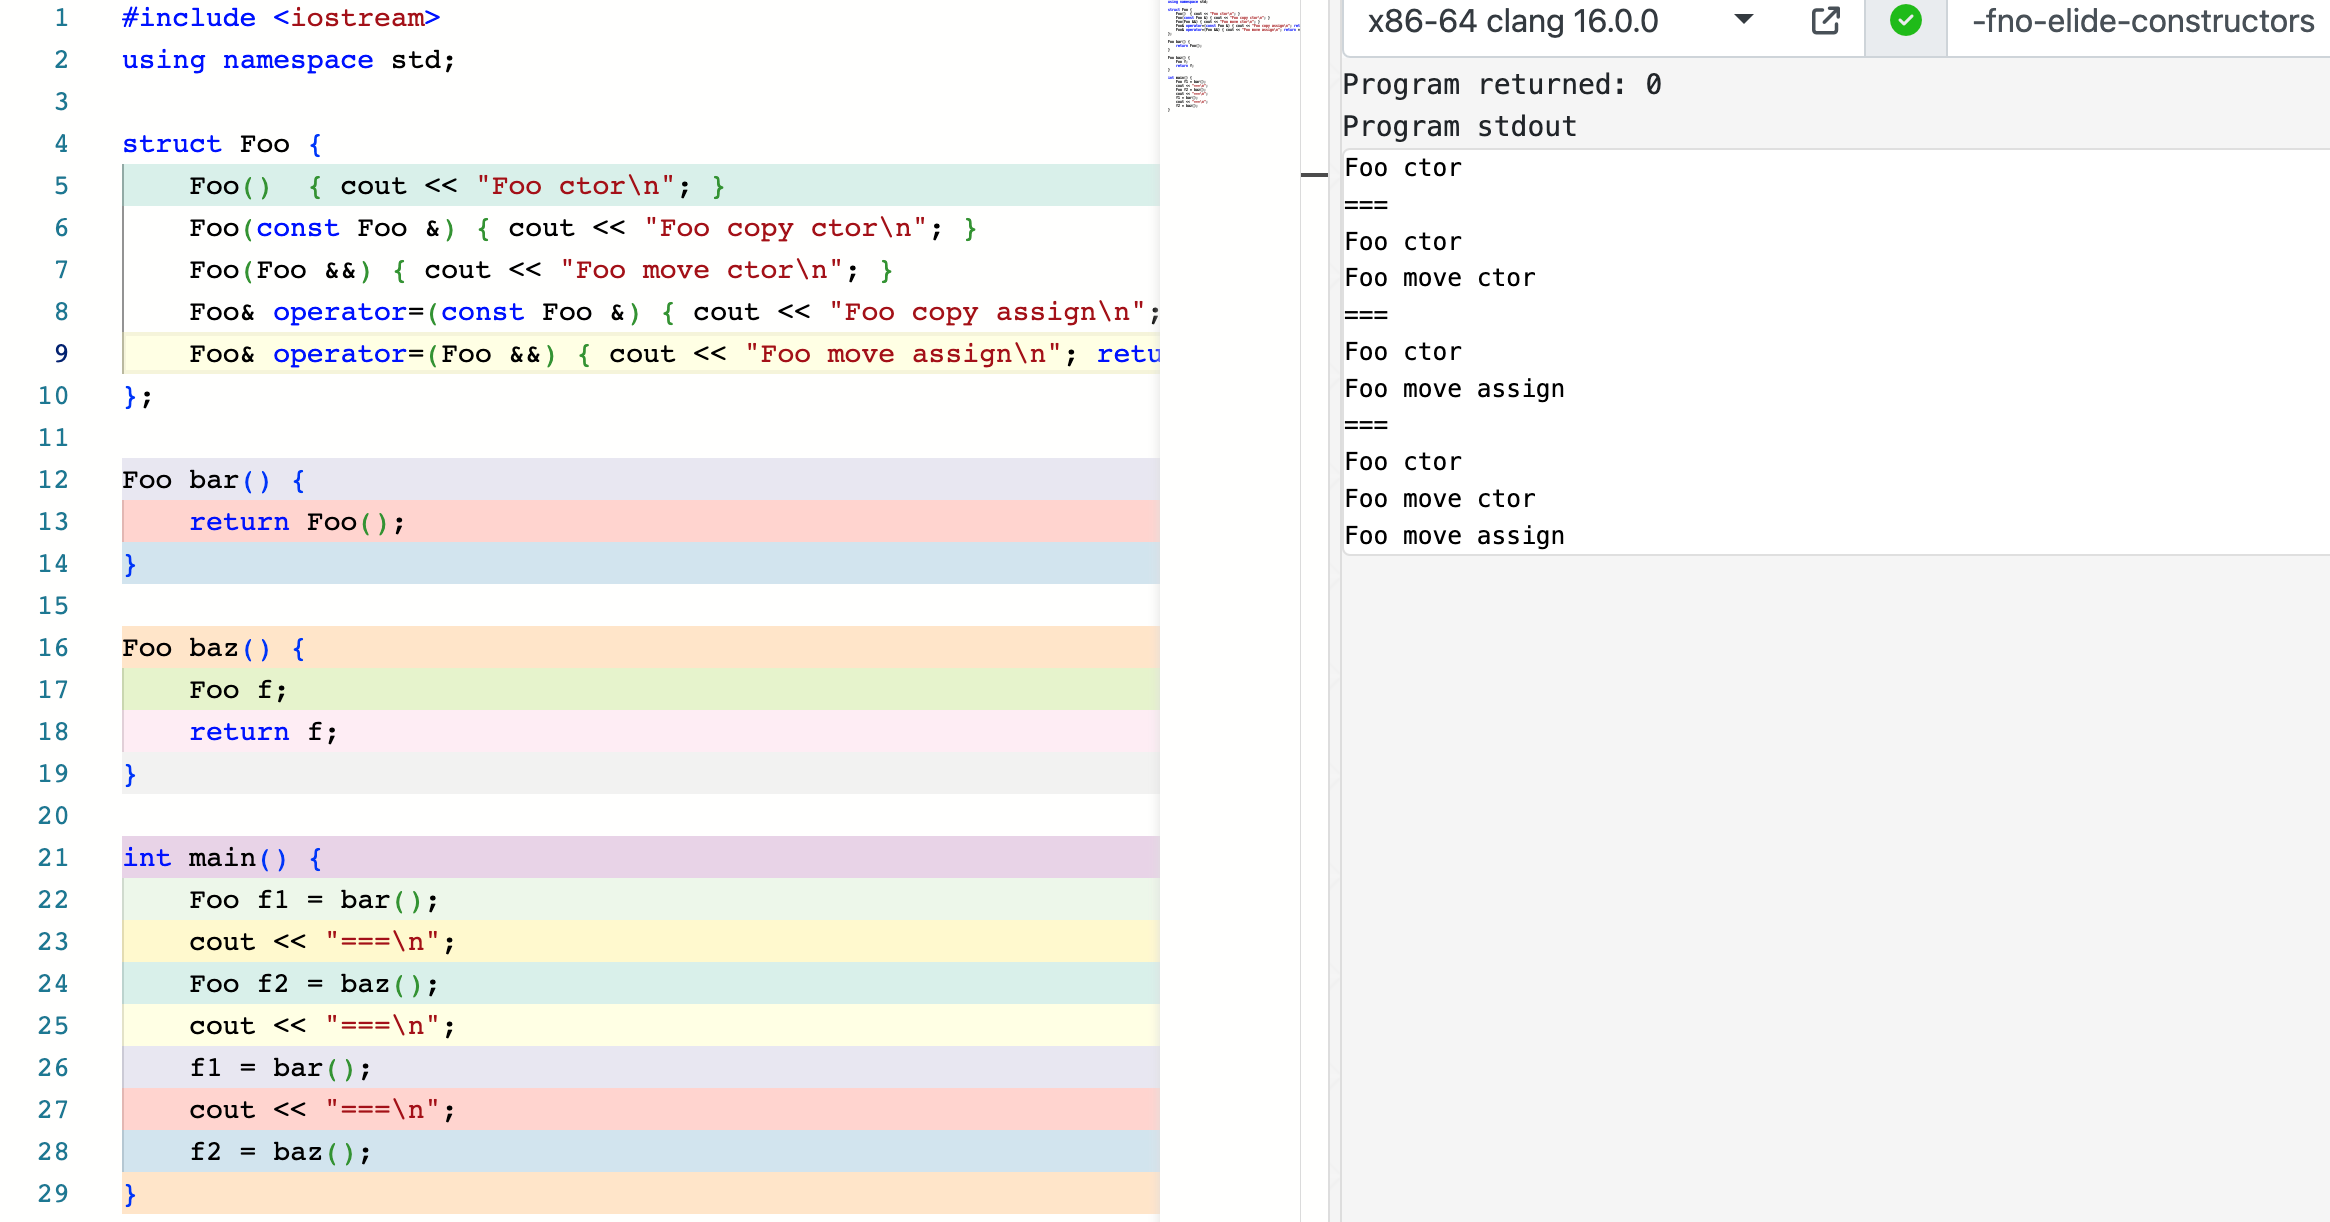 1 #include <iostream>
2 using namespace std;
3
4 struct Foo {
5     Foo()  { cout << "Foo ctor\n"; }
6     Foo(const Foo &) { cout << "Foo copy ctor\n"; }
7     Foo(Foo &&) { cout << "Foo move ctor\n"; }
8     Foo& operator=(const Foo &) { cout << "Foo copy assign\n";
9     Foo& operator=(Foo &&) { cout << "Foo move assign\n"; retu
10 };
11
12 Foo bar() {
13     return Foo();
14 }
15
16 Foo baz() {
17     Foo f;
18     return f;
19 }
20
21 int main() {
22     Foo f1 = bar();
23     cout << "===\n";
24     Foo f2 = baz();
25     cout << "===\n";
26     f1 = bar();
27     cout << "===\n";
28     f2 = baz();
29 }
x86-64 clang 16.0.0
-fno-elide-constructors
Program returned: 0
Program stdout
Foo ctor
===
Foo ctor
Foo move ctor
===
Foo ctor
Foo move assign
===
Foo ctor
Foo move ctor
Foo move assign